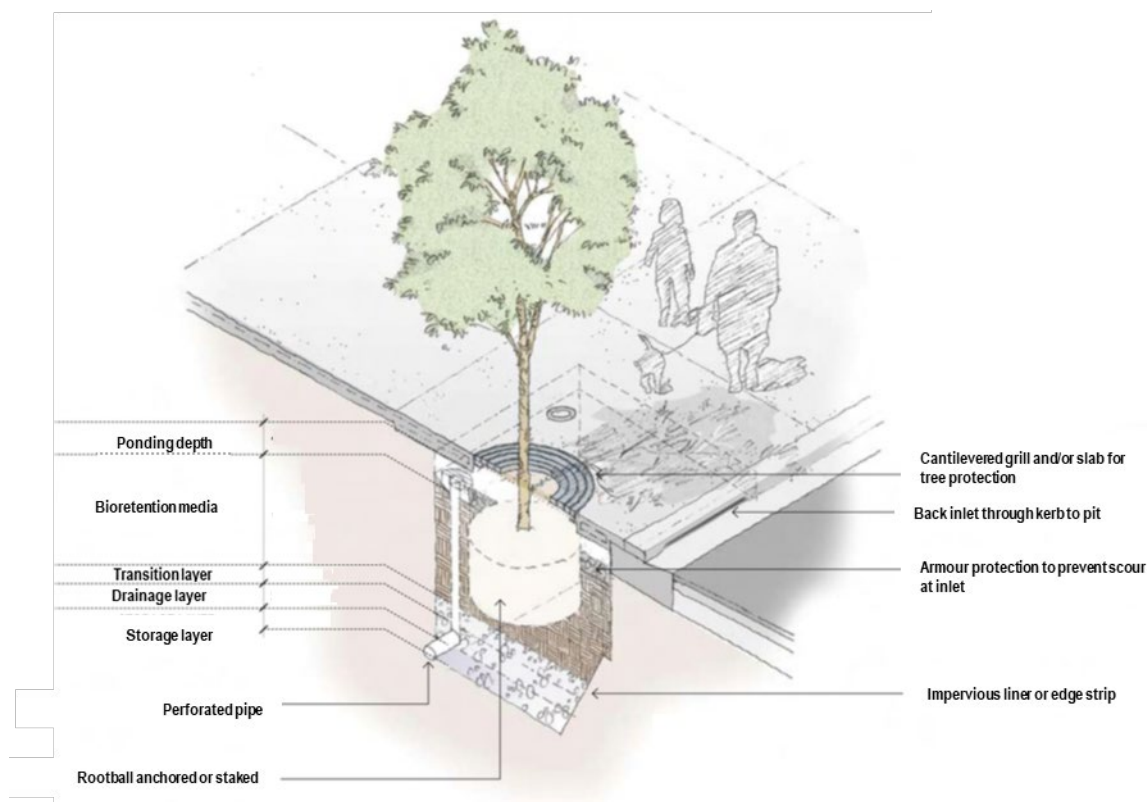 Ponding depth
Bioretention media
Transition layer
Drainage layer
Storage layer
Perforated pipe
Rootball anchored or staked
Cantilevered grill and/or slab for
tree protection
Back inlet through kerb to pit
Armour protection to prevent scour
at inlet
Impervious liner or edge strip